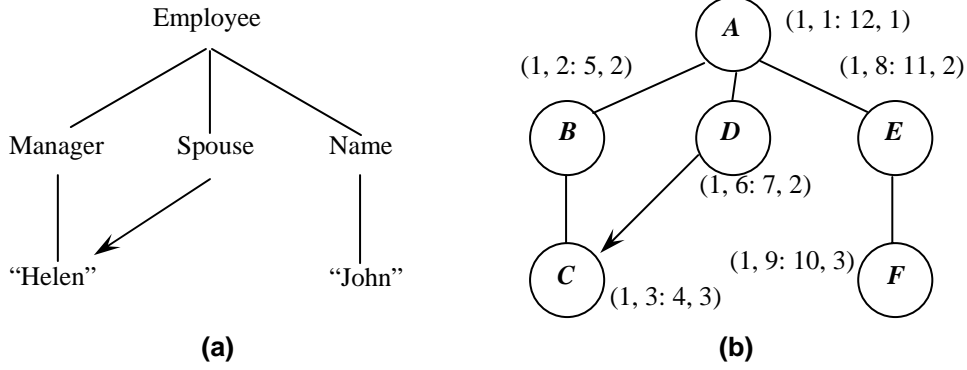 Employee
Manager Spouse Name
“Helen” “John”
(a)
A (1, 1: 12, 1)
(1, 2: 5, 2) (1, 8: 11, 2)
B D E
(1, 6: 7, 2)
C (1, 9: 10, 3) F
(1, 3: 4, 3)
(b)